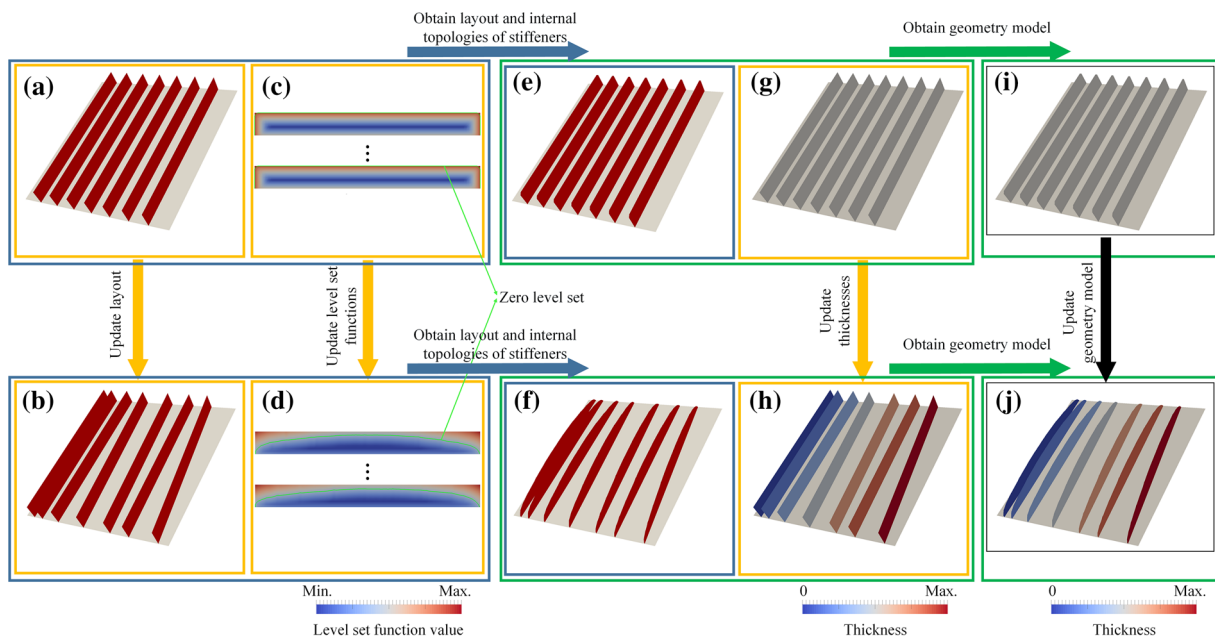 Obtain layout and internal
topologies of stiffeners
Obtain geometry model
(a)
(c)
(e)
(g)
(i)
Update layout
Update level set
functions
Zero level set
Update
thicknesses
Update
geometry model
Obtain layout and internal
topologies of stiffeners
Obtain geometry model
(b)
(d)
(f)
(h)
(j)
Min.
Max.
Level set function value
0
Max.
Thickness
0
Max.
Thickness